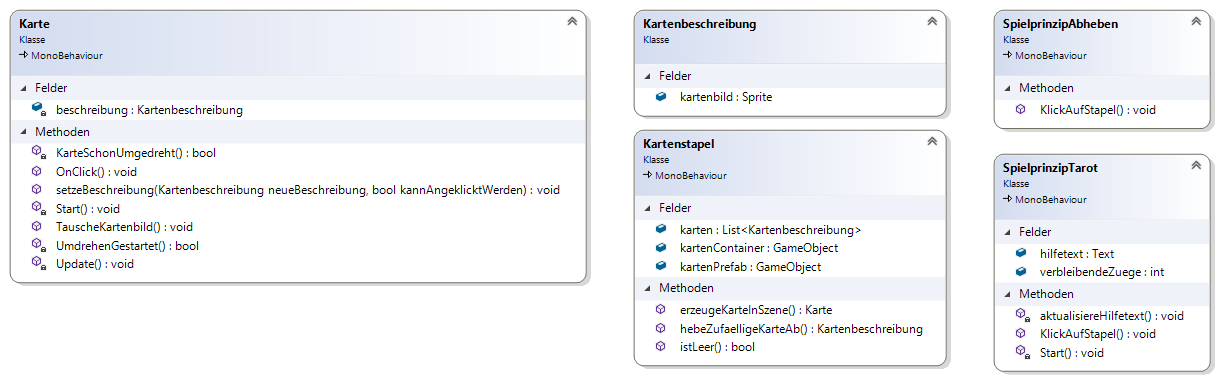 Karte
Klasse
MonoBehaviour
Felder
beschreibung : Kartenbeschreibung
Methoden
KarteSchonUmgedreht() : bool
OnClick() : void
setzeBeschreibung(Kartenbeschreibung neueBeschreibung, bool kannAngeklicktWerden) : void
Start() : void
TauscheKartenbild() : void
UmdrehenGestartet() : bool
Update() : void
Kartenbeschreibung
Klasse
Felder
kartenbild : Sprite
Kartenstapel
Klasse
MonoBehaviour
Felder
karten : List<Kartenbeschreibung>
kartenContainer : GameObject
kartenPrefab : GameObject
Methoden
erzeugeKarteInSzene() : Karte
hebeZufaelligeKarteAb() : Kartenbeschreibung
istLeer() : bool
SpielprinzipAbheben
Klasse
MonoBehaviour
Methoden
KlickAufStapel() : void
SpielprinzipTarot
Klasse
MonoBehaviour
Felder
hilfetext : Text
verbleibendeZuege : int
Methoden
aktualisiereHilfetext() : void
KlickAufStapel() : void
Start() : void